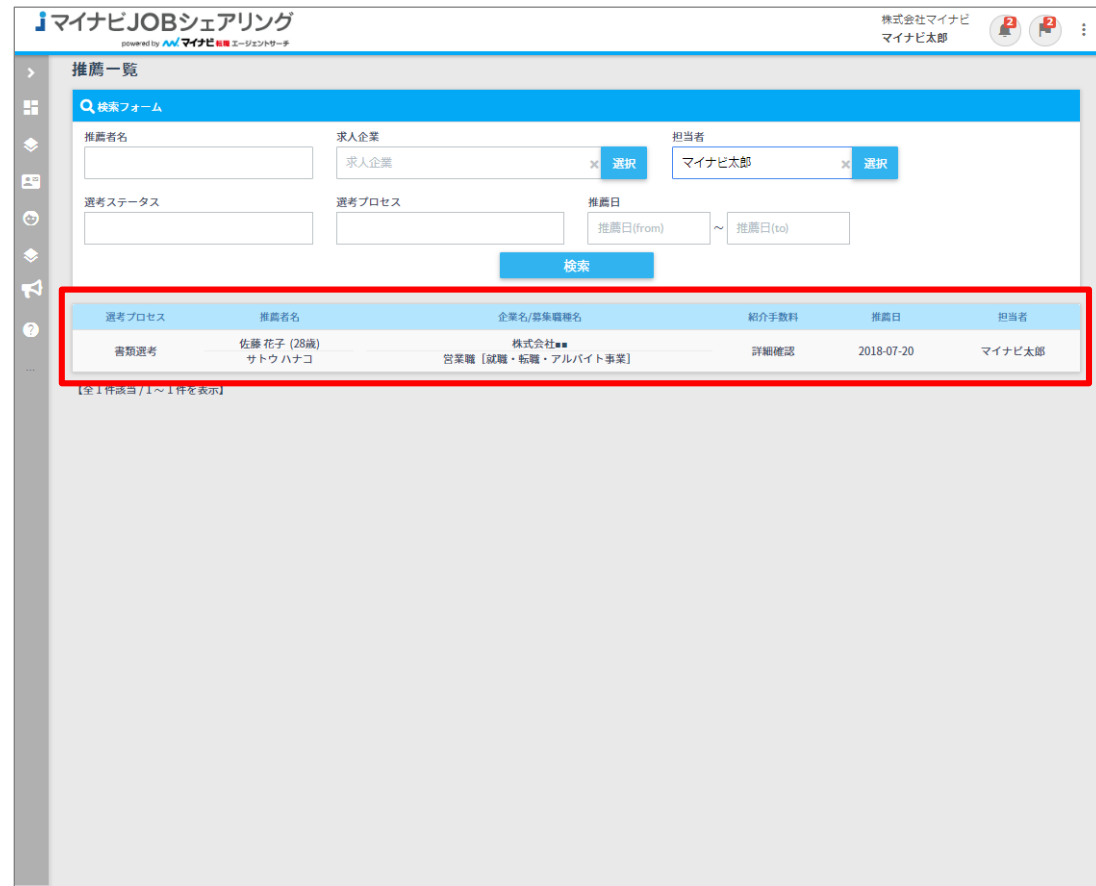 マイナビJOBシェアリング
powered by マイナビ転職 エージェントサーチ
株式会社マイナビ
マイナビ太郎
2
2
推薦一覧
検索フォーム
推薦者名
求人企業
担当者
求人企業 × 選択
マイナビ太郎 × 選択
選考ステータス
選考プロセス
推薦日
推薦日(from) ～ 推薦日(to)
検索
選考プロセス 推薦者名 企業名/募集職種名 紹介手数料 推薦日 担当者
書類選考
佐藤 花子 (28歳)
サトウ ハナコ
株式会社■■
営業職［就職・転職・アルバイト事業］
詳細確認
2018-07-20
マイナビ太郎
【全１件該当 / 1 ～ 1 件を表示】